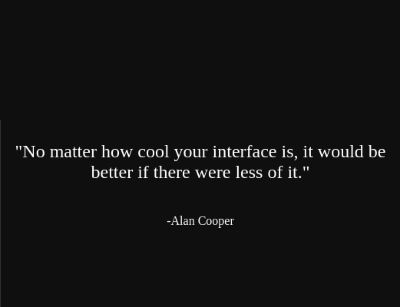 "No matter how cool your interface is, it would be
better if there were less of it."
-Alan Cooper